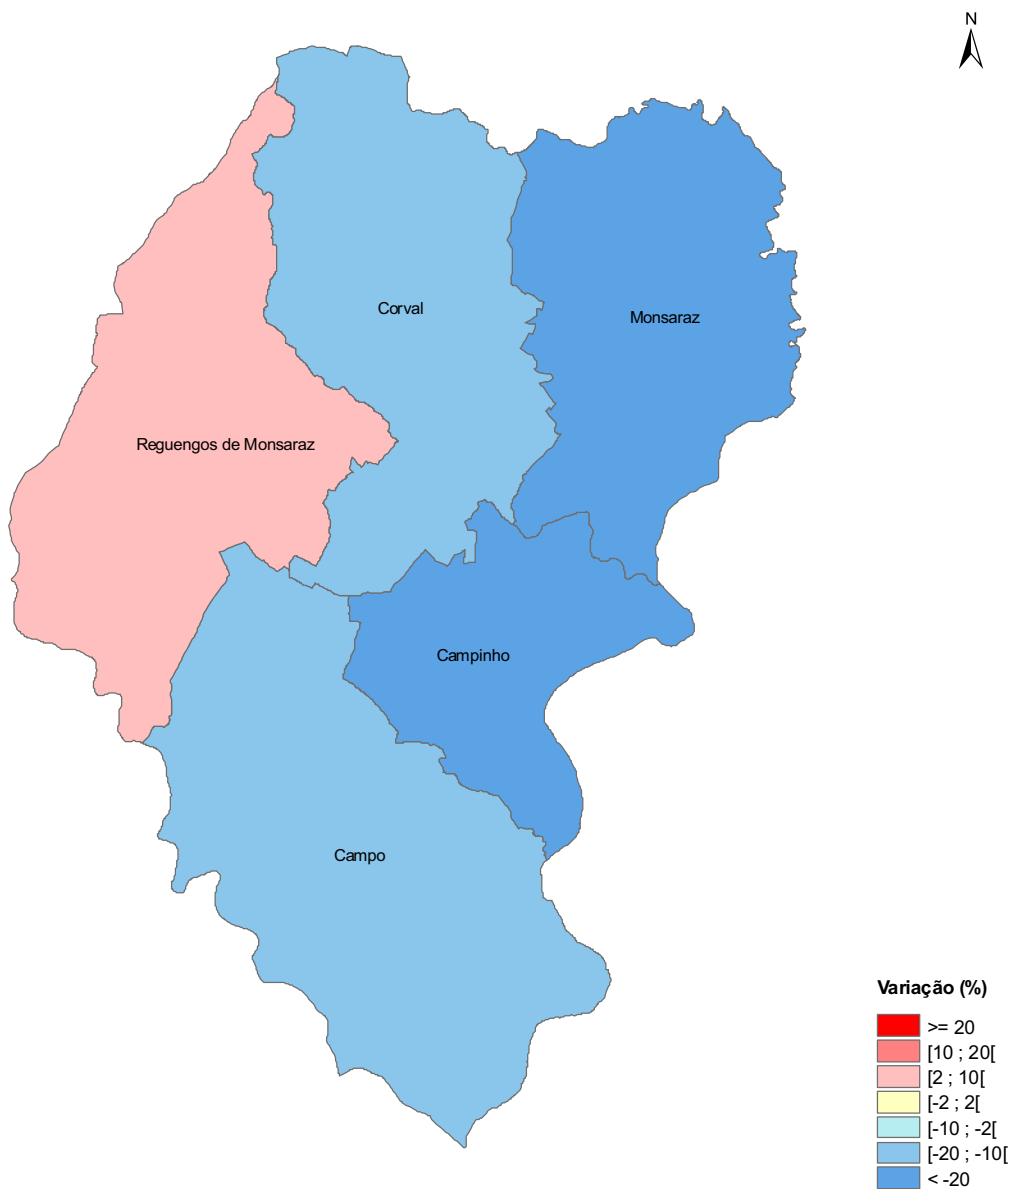 N
Corval
Monsaraz
Reguengos de Monsaraz
Campinho
Campo
Variação (%)
>= 20
[10 ; 20[
[2 ; 10[
[-2 ; 2[
[-10 ; -2[
[-20 ; -10[
< -20